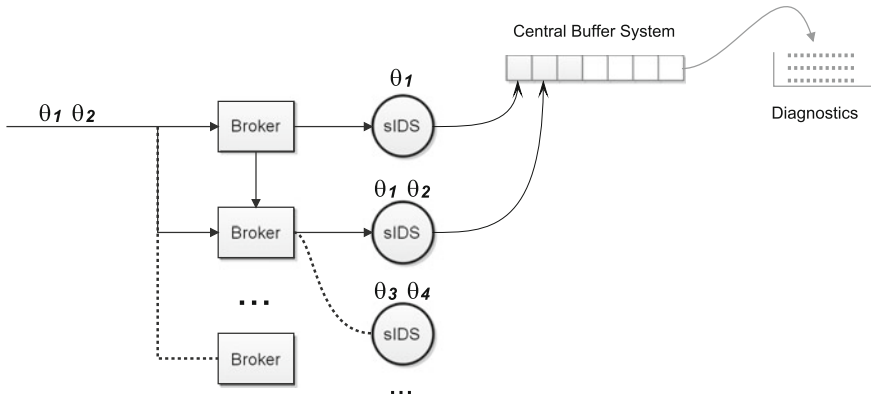 Central Buffer System
θ1
θ1 θ2
Diagnostics
Broker
sIDS
θ1 θ2
Broker
sIDS
...
θ3 θ4
sIDS
Broker
...